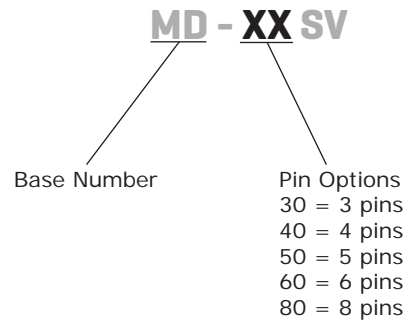 MD - XX SV
Base Number
Pin Options
30 = 3 pins
40 = 4 pins
50 = 5 pins
60 = 6 pins
80 = 8 pins